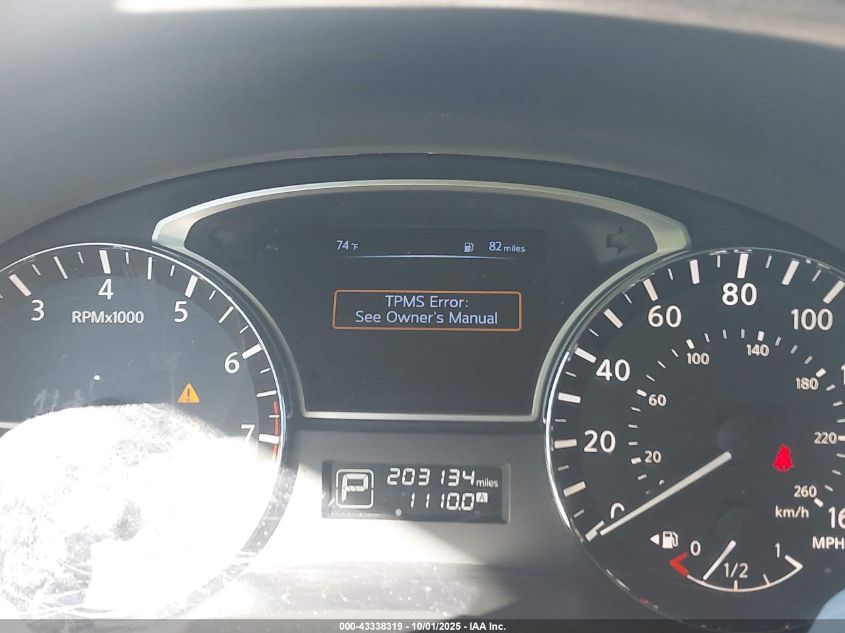 74°F 82 miles
TPMS Error:
See Owner's Manual
3 4 5 6 7
RPMx1000
P 203134 miles
1110.0 A
0 20 40 60 80 100
20 60 100 140 180 220 260
km/h
MPH
0 1/2 1
000-43338319 - 10/01/2025 - IAA Inc.